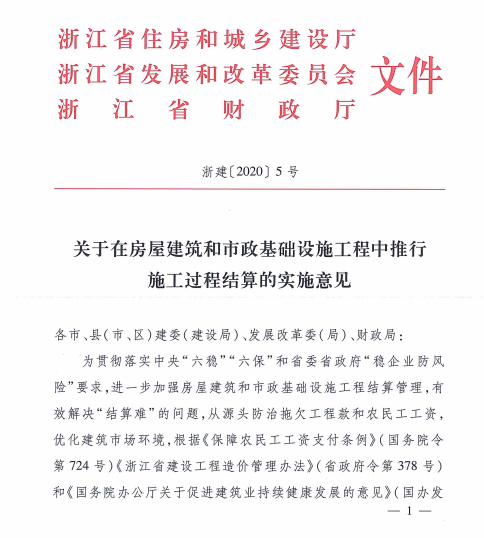 浙江省住房和城乡建设厅
浙江省发展和改革委员会 文件
浙江省财政厅
浙建〔2020〕5 号
关于在房屋建筑和市政基础设施工程中推行
施工过程结算的实施意见
各市、县(市、区)建委(建设局)、发展改革委(局)、财政局:
为贯彻落实中央“六稳”“六保”和省委省政府“稳企业防风
险”要求,进一步加强房屋建筑和市政基础设施工程结算管理,有
效解决“结算难”的问题,从源头防治拖欠工程款和农民工工资,
优化建筑市场环境,根据《保障农民工工资支付条例》(国务院令
第 724 号)《浙江省建设工程造价管理办法》(省政府令第 378 号)
和《国务院办公厅关于促进建筑业持续健康发展的意见》(国办发
— 1 —